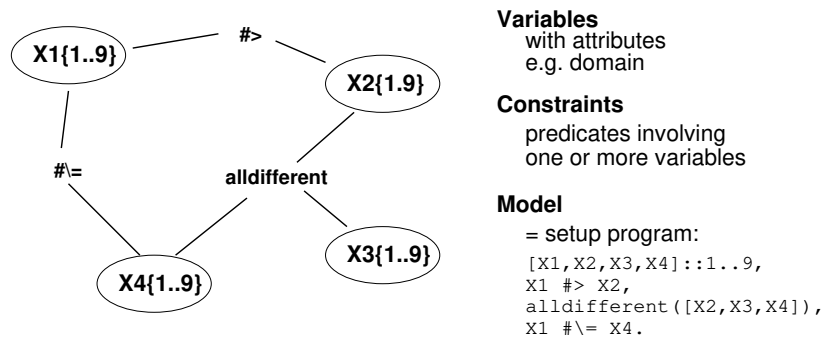 X1{1..9}
#>
X2{1.9}
#\=
alldifferent
X3{1..9}
X4{1..9}
Variables
with attributes
e.g. domain
Constraints
predicates involving
one or more variables
Model
= setup program:
[X1,X2,X3,X4]::1..9,
X1 #> X2,
alldifferent([X2,X3,X4]),
X1 #\= X4.